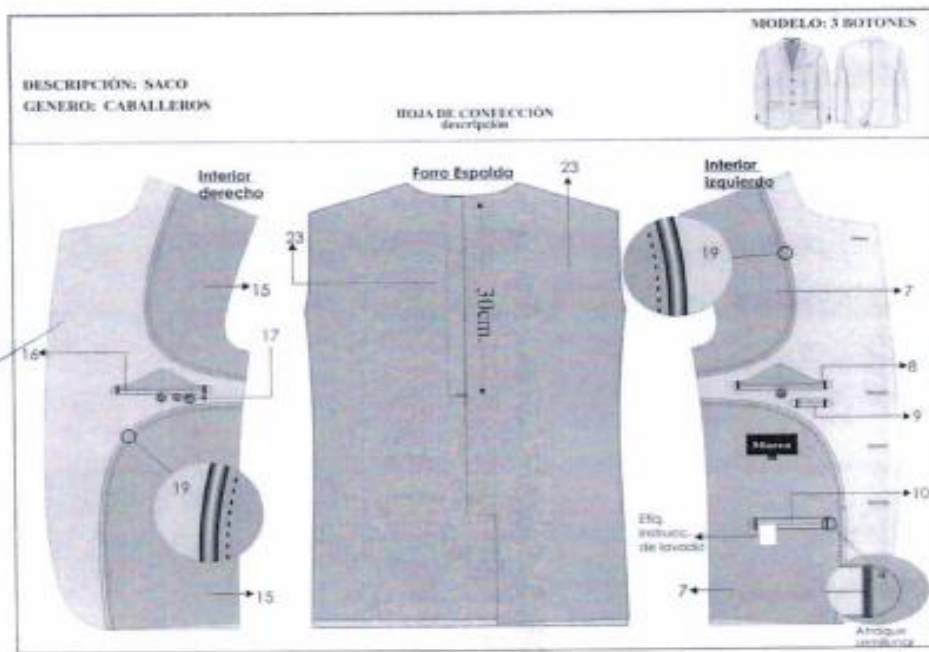 MODELO: 3 BOTONES
DESCRIPCIÓN: SACO
GENERO: CABALLEROS
HOJA DE CONFECCIÓN
descripción
Interior
derecho
Forro Espalda
23
Interior
izquierdo
23
19
15
30cm.
7
17
16
8
9
Marca
19
10
Etiq.
instrucc.
de lavado
15
7
Atraque